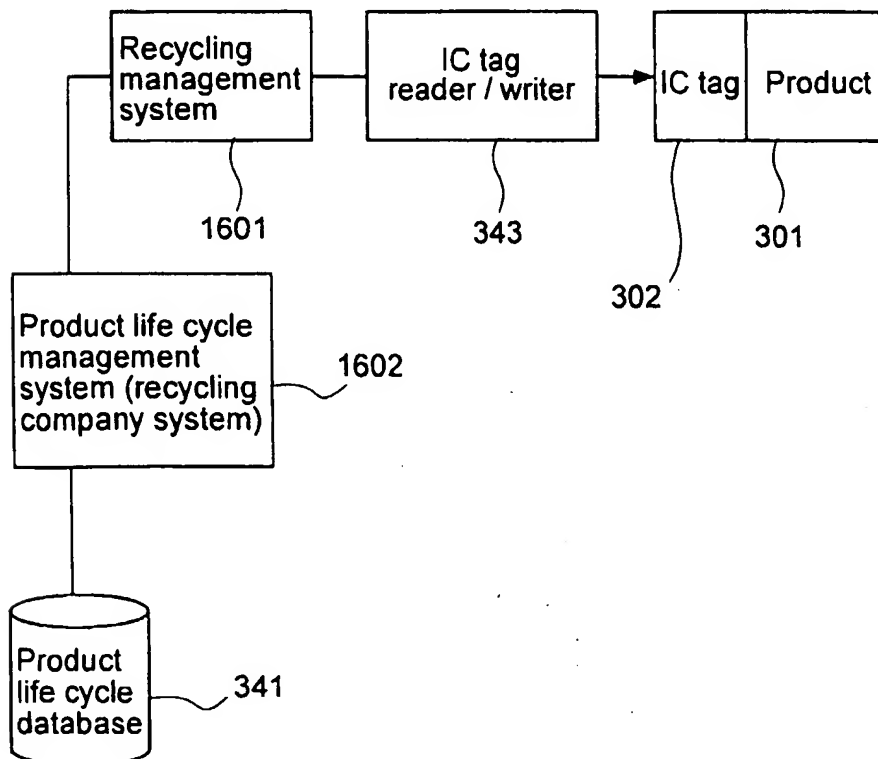 Recycling
management
system
IC tag
reader / writer
IC tag
Product
1601
343
302
301
Product life cycle
management
system (recycling
company system)
1602
Product
life cycle
database
341